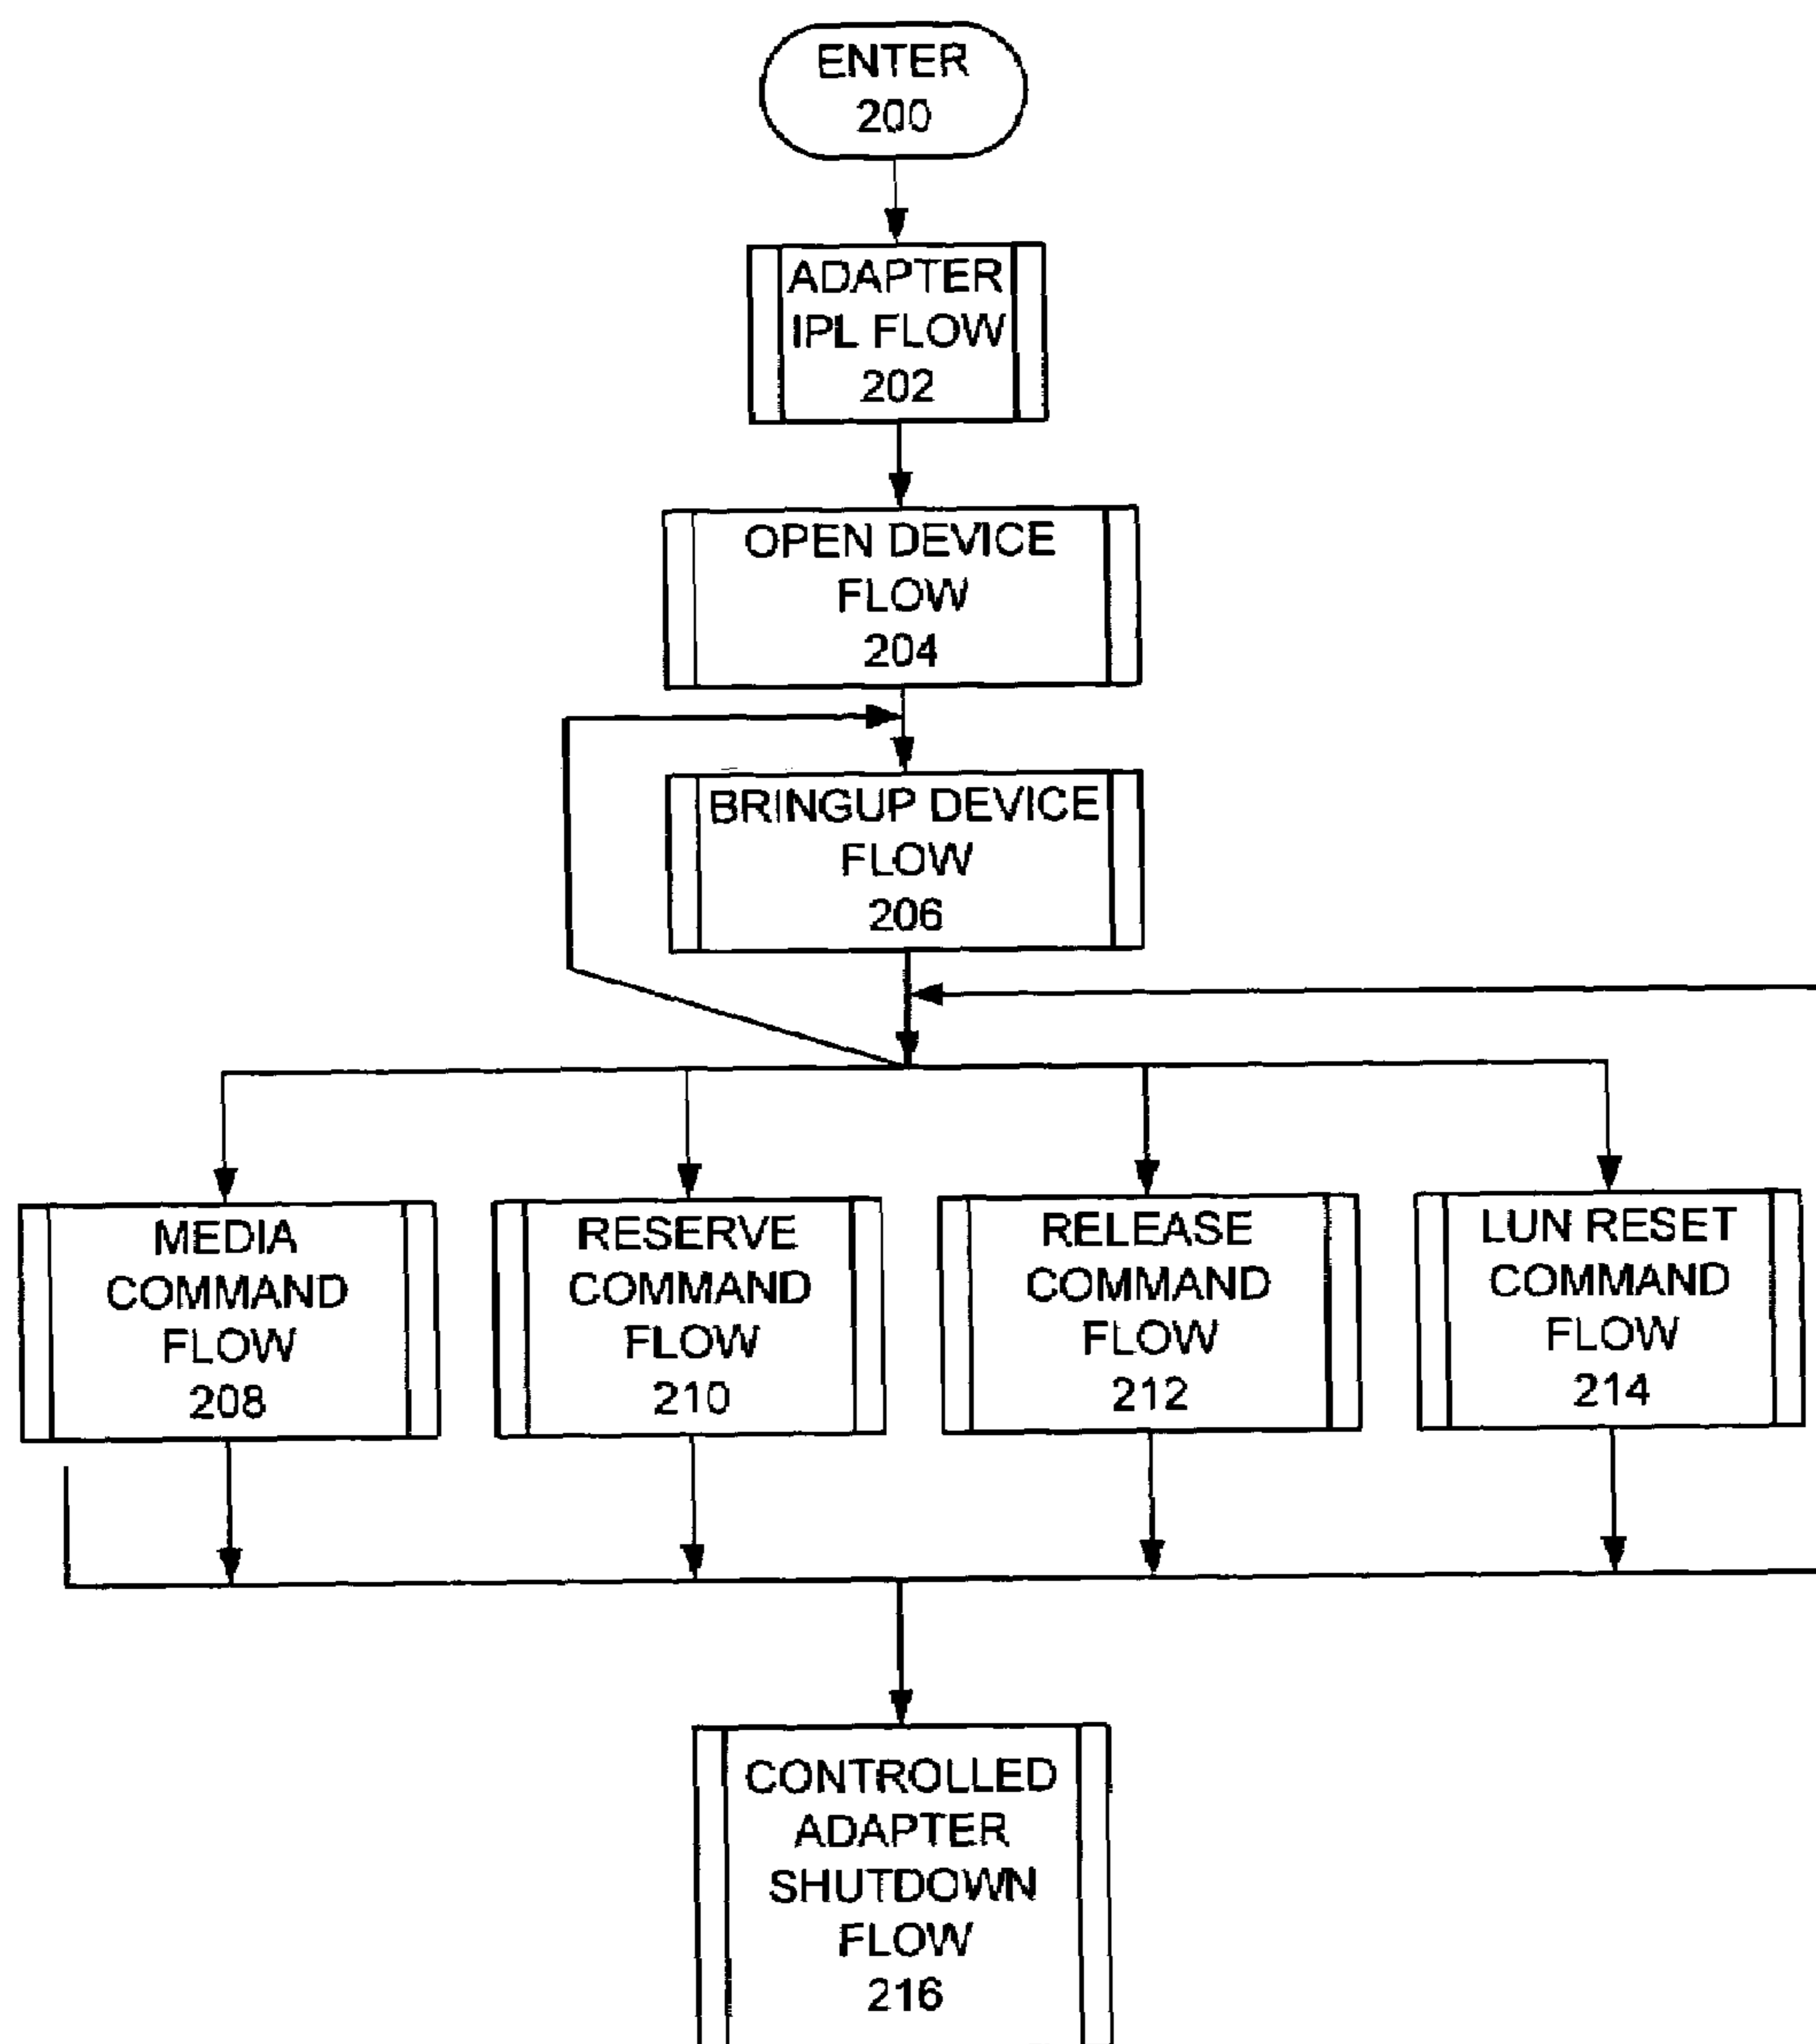 ENTER
200
ADAPTER
IPL FLOW
202
OPEN DEVICE
FLOW
204
BRINGUP DEVICE
FLOW
206
MEDIA
COMMAND
FLOW
208
RESERVE
COMMAND
FLOW
210
RELEASE
COMMAND
FLOW
212
LUN RESET
COMMAND
FLOW
214
CONTROLLED
ADAPTER
SHUTDOWN
FLOW
216